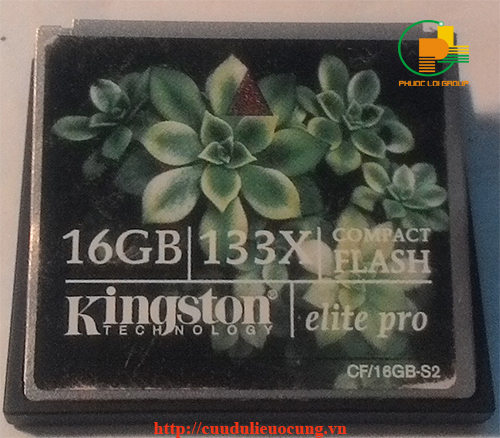 PHUOC LOI GROUP
16GB 133X COMPACT FLASH
Kingston® elite pro
TECHNOLOGY
CF/16GB-S2
http://cuudulieuocung.vn